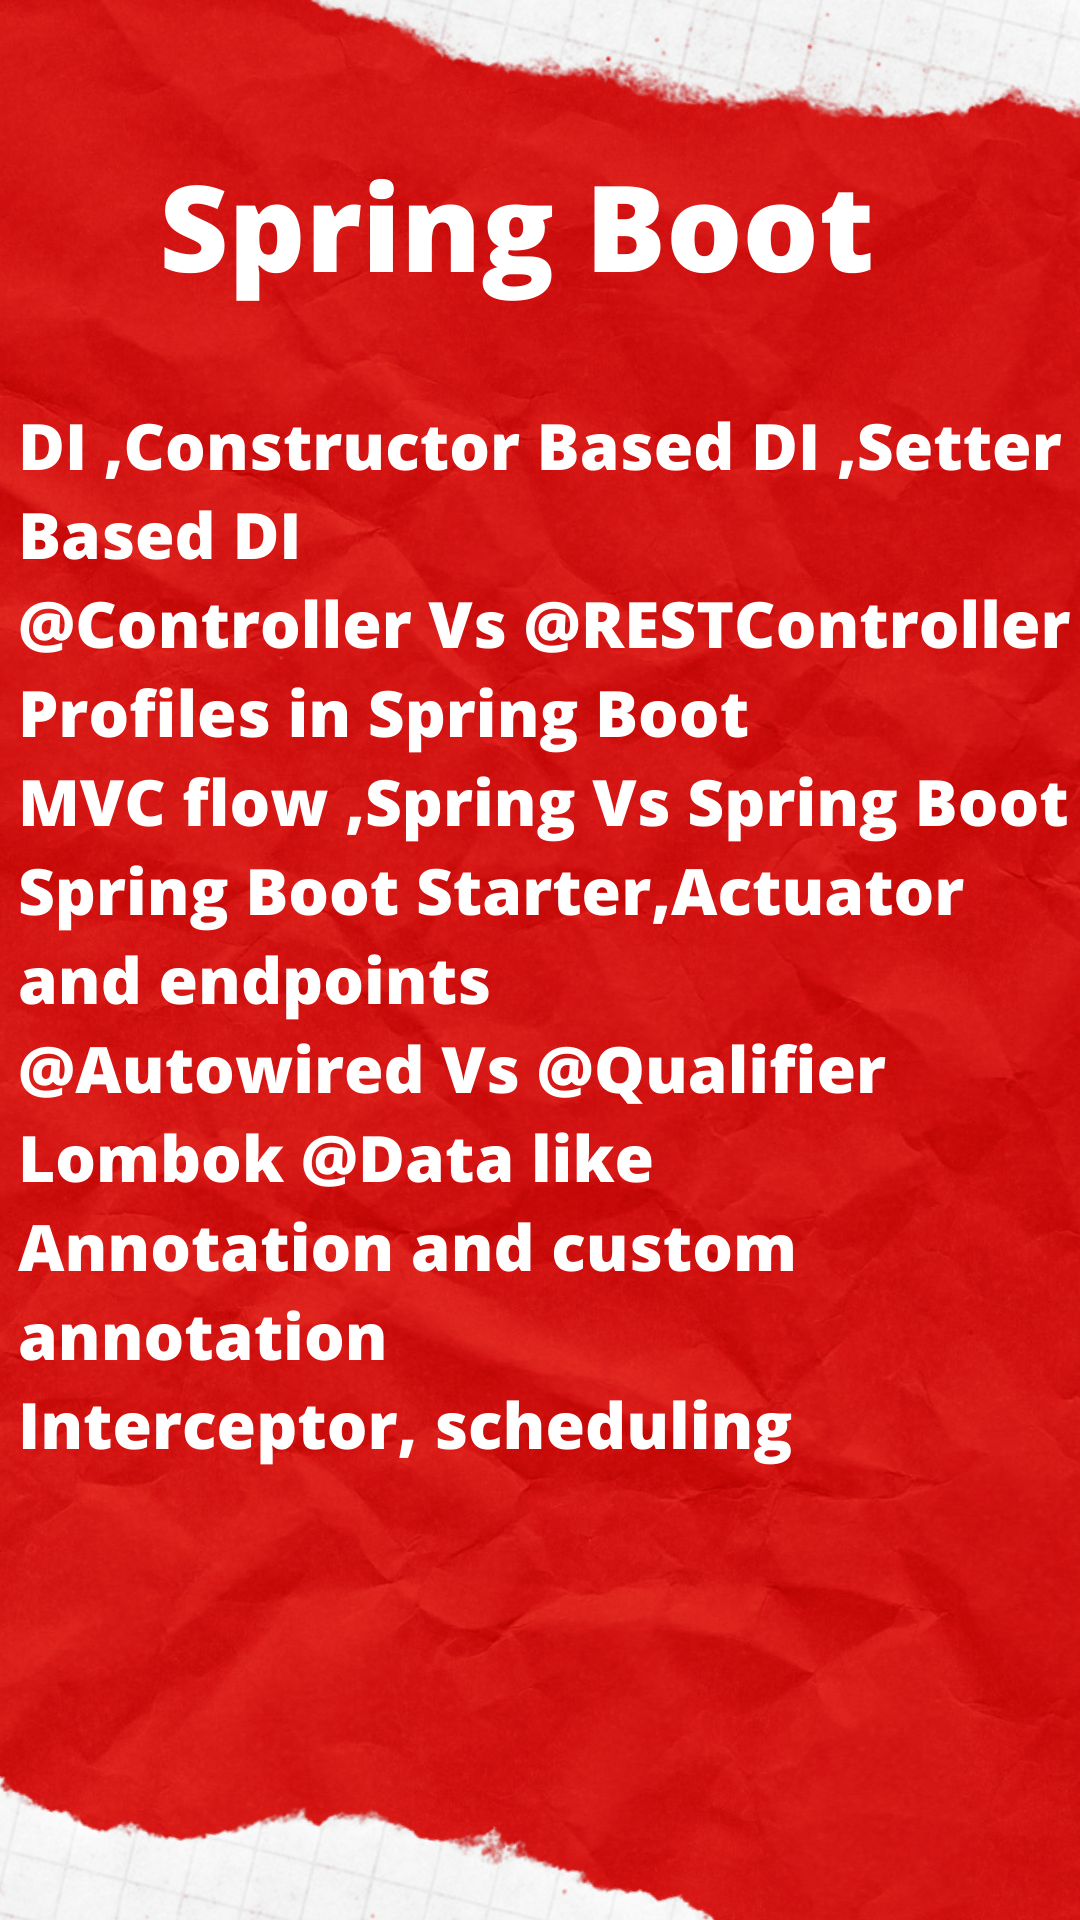 Spring Boot
DI ,Constructor Based DI ,Setter
Based DI
@Controller Vs @RESTController
Profiles in Spring Boot
MVC flow ,Spring Vs Spring Boot
Spring Boot Starter,Actuator
and endpoints
@Autowired Vs @Qualifier
Lombok @Data like
Annotation and custom
annotation
Interceptor, scheduling